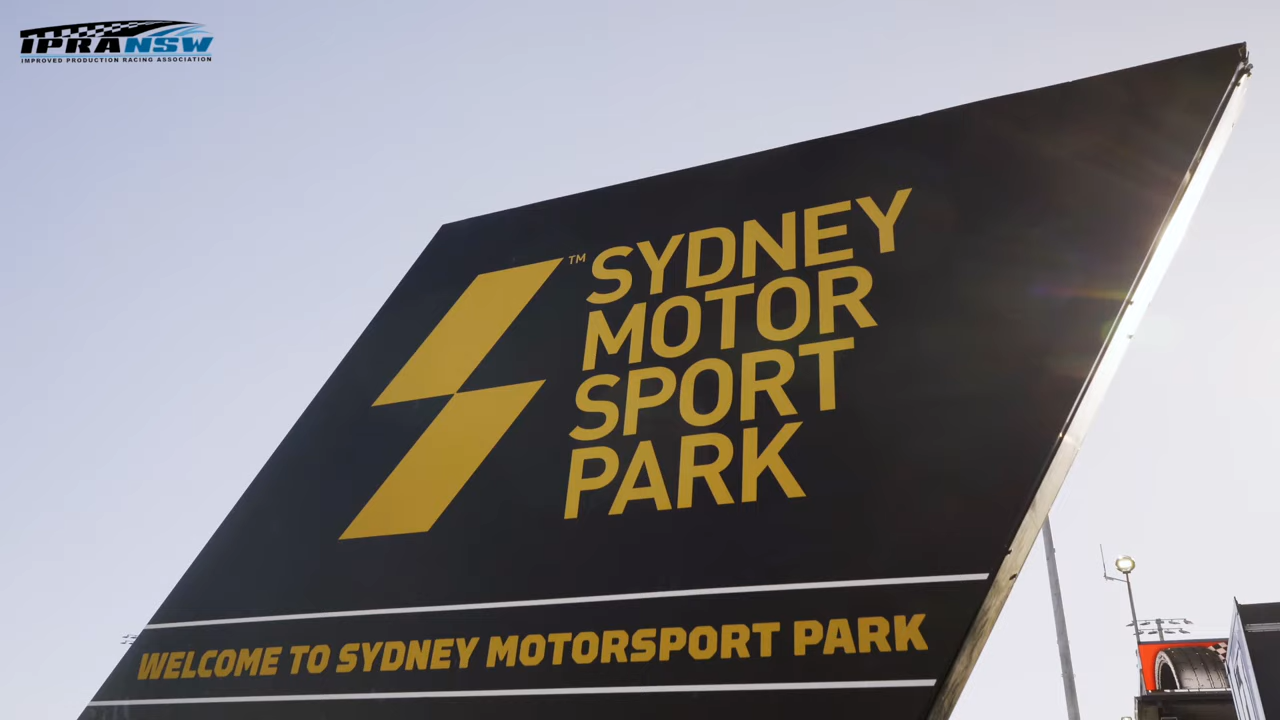 IPRANSW
IMPROVED PRODUCTION RACING ASSOCIATION
™ SYDNEY
MOTOR
SPORT
PARK
WELCOME TO SYDNEY MOTORSPORT PARK